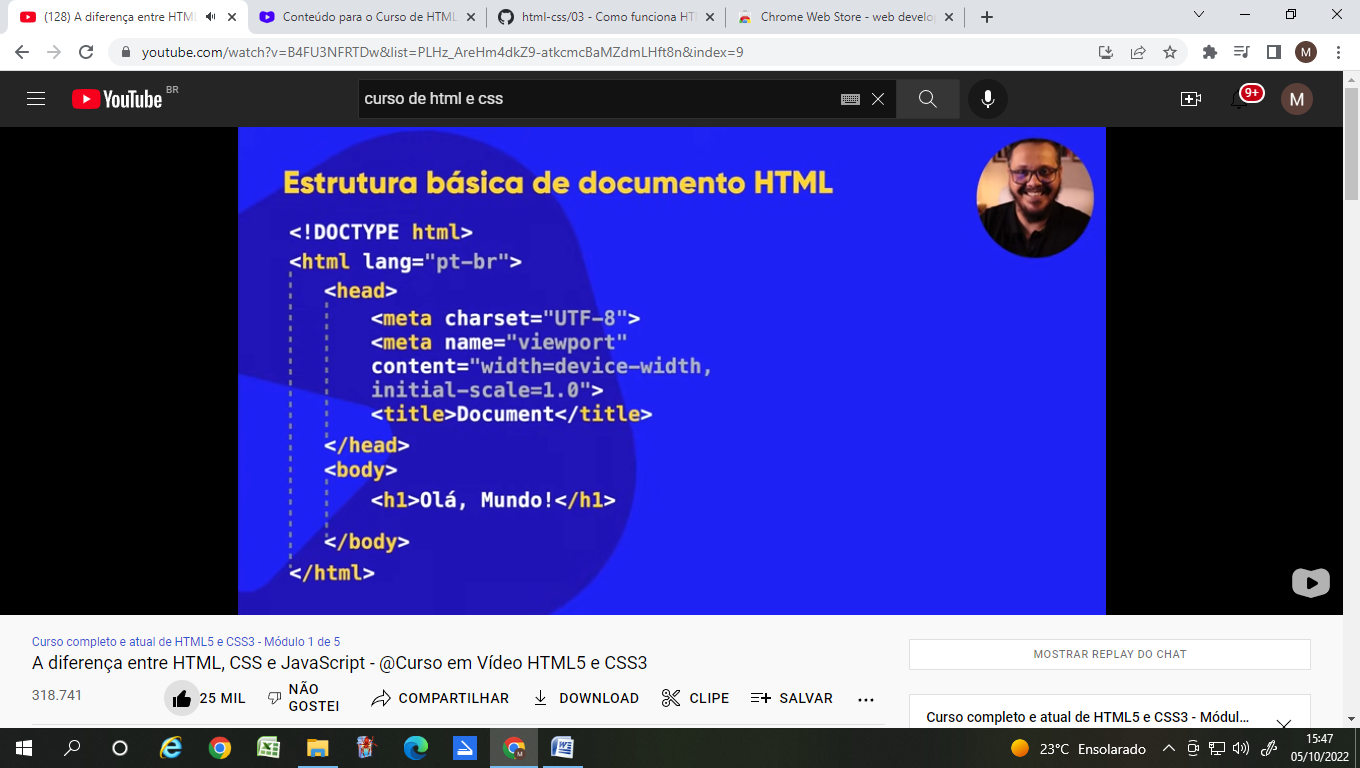 (128) A diferença entre HTML
Conteúdo para o Curso de HTML
html-css/03 - Como funciona HT
Chrome Web Store - web develop
youtube.com/watch?v=B4FU3NFRTDw&list=PLHz_AreHm4dkZ9-atkcmcBaMZdmLHft8n&index=9
M
YouTube BR
curso de html e css
9+
M
Estrutura básica de documento HTML
<!DOCTYPE html>
<html lang="pt-br">
<head>
<meta charset="UTF-8">
<meta name="viewport"
content="width=device-width,
initial-scale=1.0">
<title>Document</title>
</head>
<body>
<h1>Olá, Mundo!</h1>
</body>
</html>
Curso completo e atual de HTML5 e CSS3 - Módulo 1 de 5
A diferença entre HTML, CSS e JavaScript - @Curso em Vídeo HTML5 e CSS3
318.741
25 MIL
NÃO
GOSTEI
COMPARTILHAR
DOWNLOAD
CLIPE
SALVAR
MOSTRAR REPLAY DO CHAT
Curso completo e atual de HTML5 e CSS3 - Módul...
23°C Ensolarado
15:47
05/10/2022